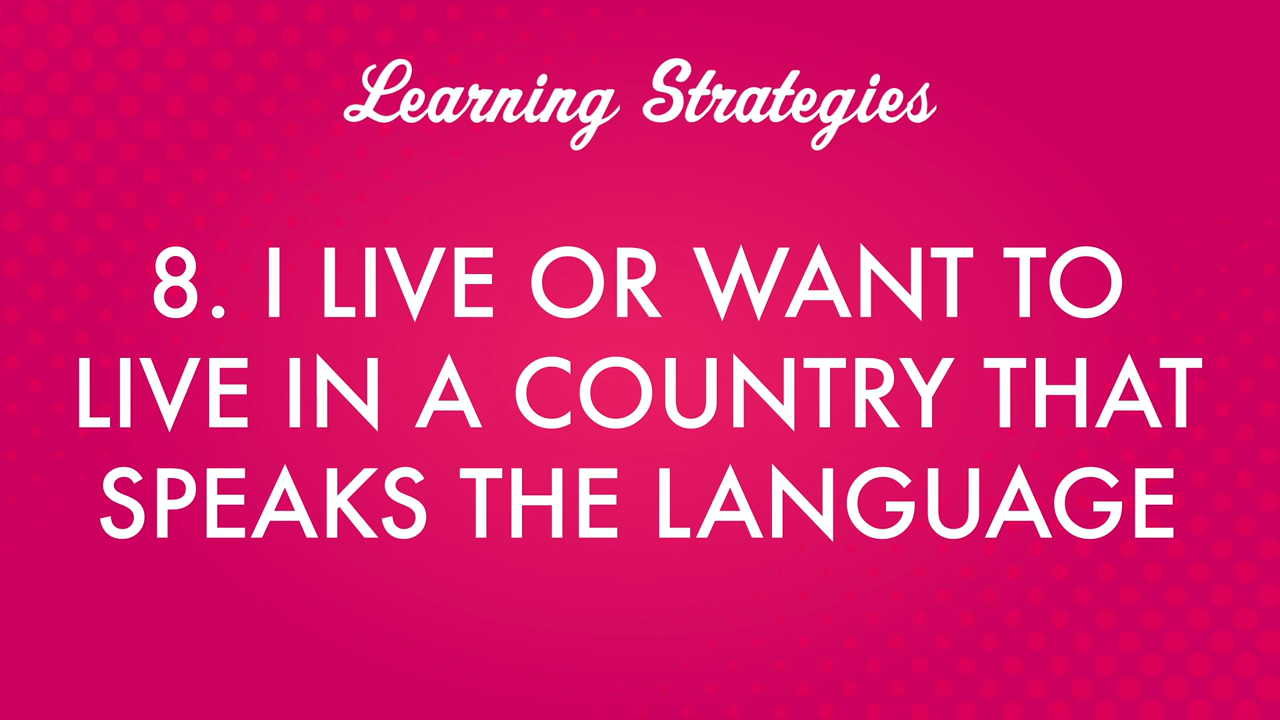 Learning Strategies
8. I LIVE OR WANT TO
LIVE IN A COUNTRY THAT
SPEAKS THE LANGUAGE